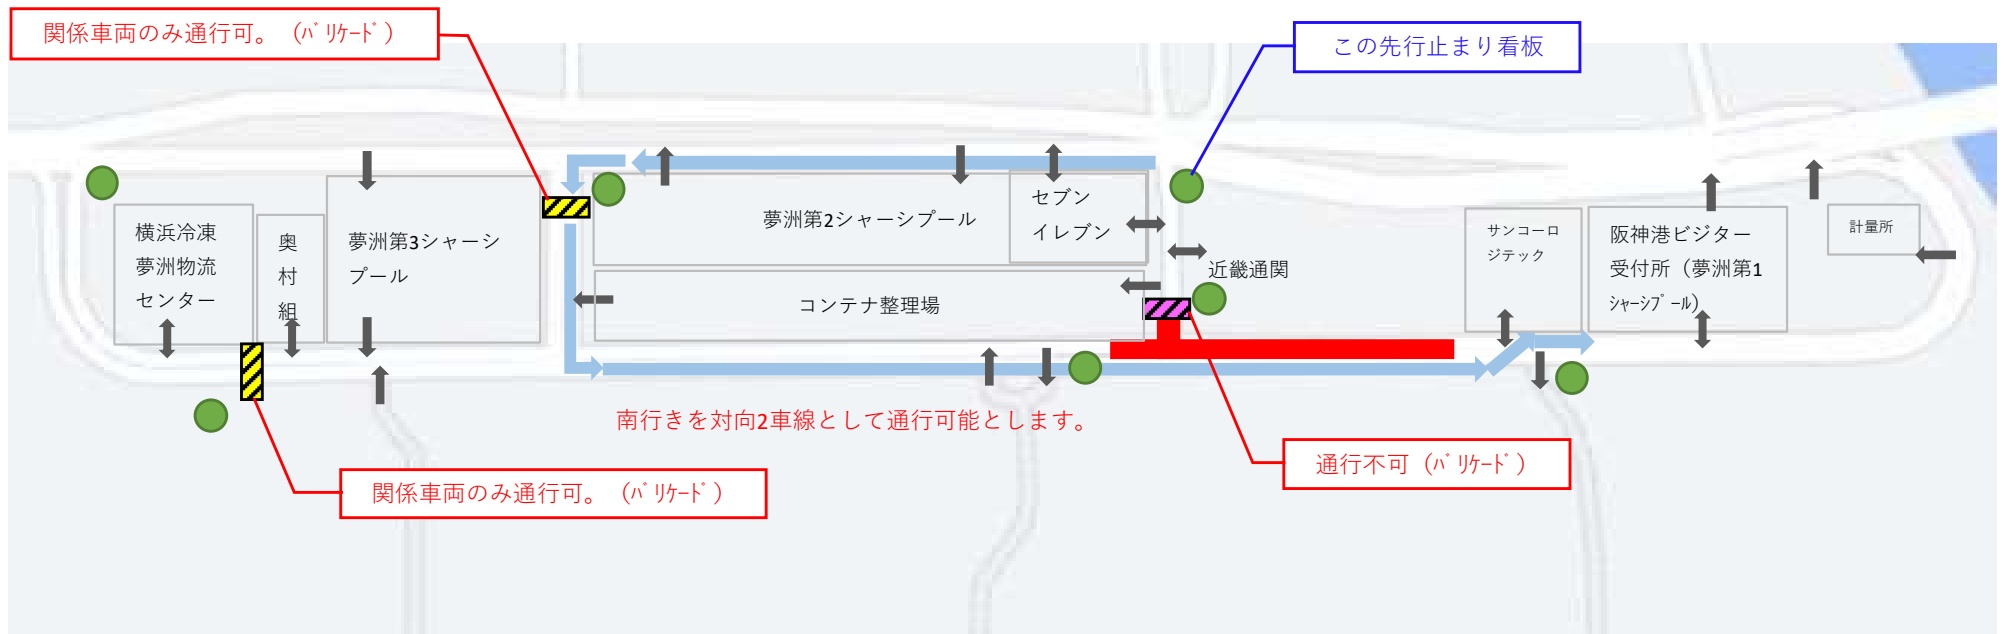 関係車両のみ通行可。（ﾊﾞﾘｹｰﾄﾞ）
この先行止まり看板
横浜冷凍
夢洲物流
センター
奥
村
組
夢洲第3シャーシ
プール
夢洲第2シャーシプール
セブン
イレブン
コンテナ整理場
近畿通関
サンコーロ
ジテック
阪神港ビジター
受付所（夢洲第1
ｼｬｰｼﾌﾟｰﾙ)
計量所
南行きを対向2車線として通行可能とします。
通行不可（ﾊﾞﾘｹｰﾄﾞ）
関係車両のみ通行可。（ﾊﾞﾘｹｰﾄﾞ）